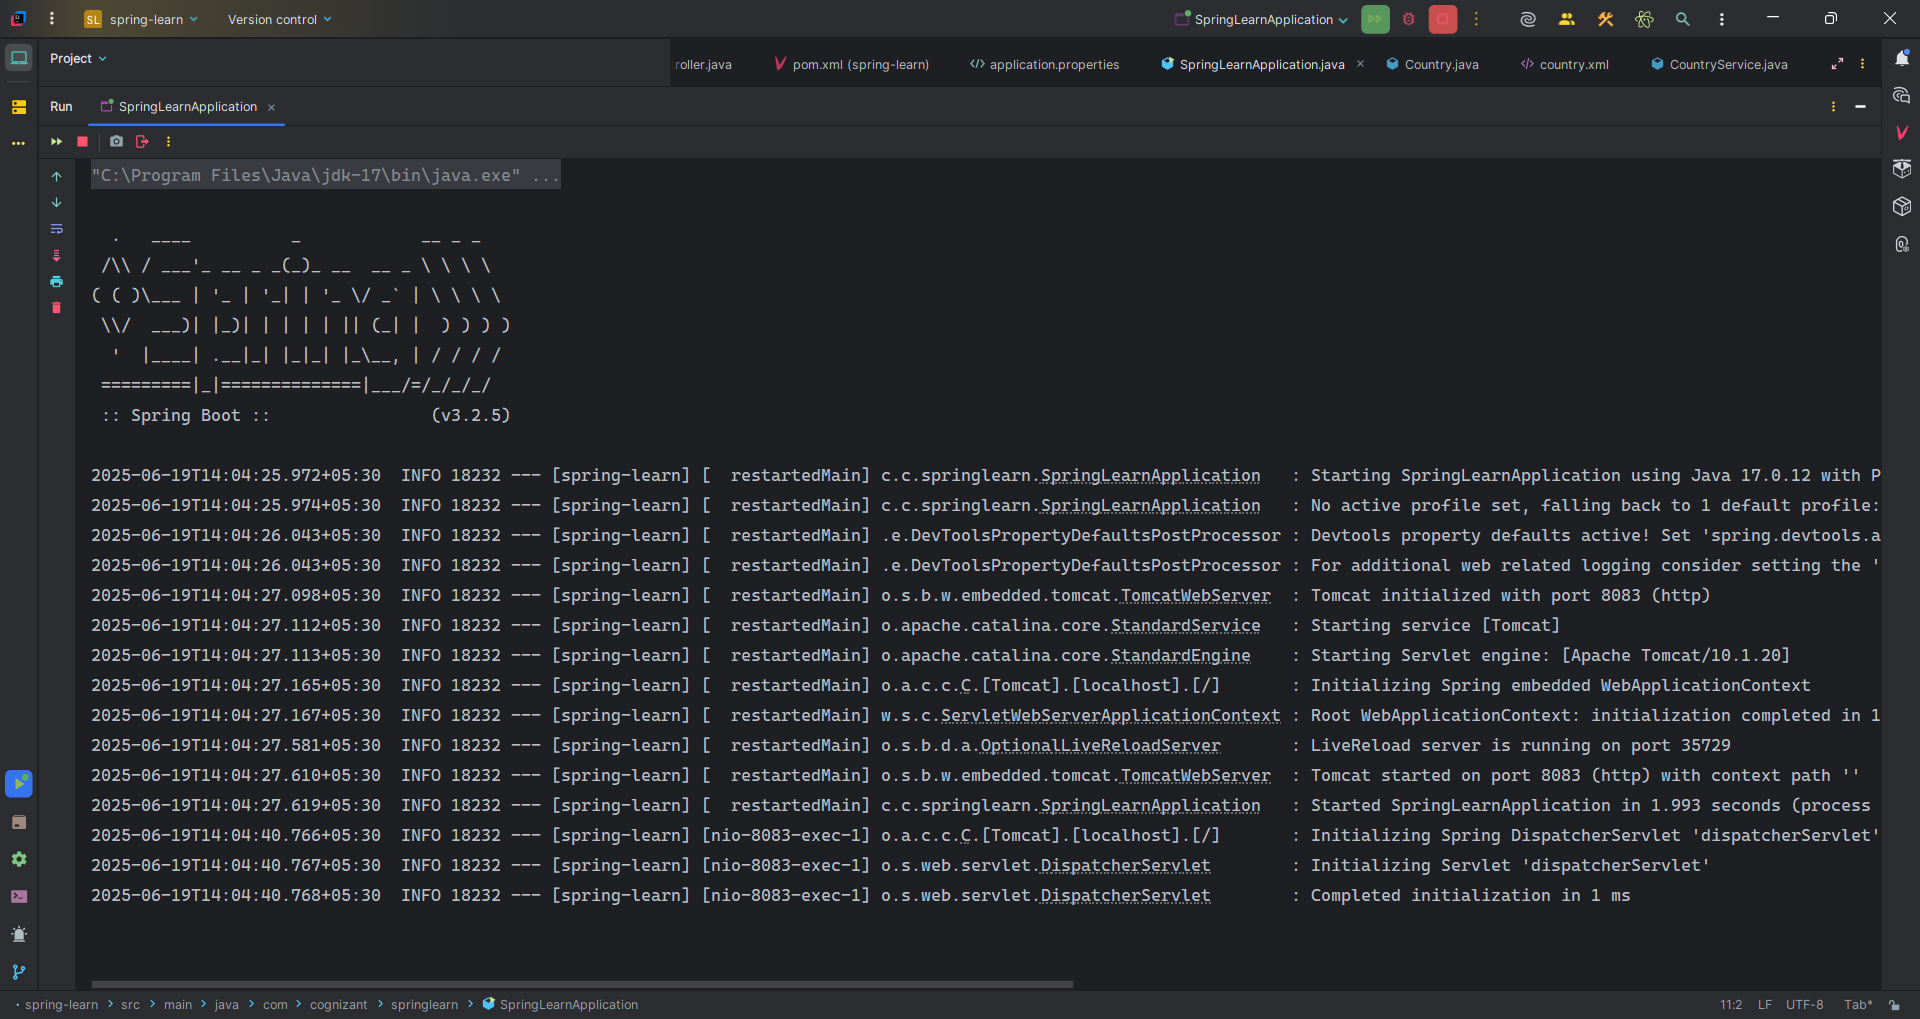 SL spring-learn Version control SpringLearnApplication
Project roller.java pom.xml (spring-learn) application.properties SpringLearnApplication.java Country.java country.xml CountryService.java
Run SpringLearnApplication
"C:\Program Files\Java\jdk-17\bin\java.exe" ...
  .   ____          _            __ _ _
 /\\ / ___'_ __ _ _(_)_ __  __ _ \ \ \ \
( ( )\___ | '_ | '_| | '_ \/ _` | \ \ \ \
 \\/  ___)| |_)| | | | | || (_| |  ) ) ) )
  '  |____| .__|_| |_|_| |_\__, | / / / /
 =========|_|==============|___/=/_/_/_/
 :: Spring Boot ::                (v3.2.5)
2025-06-19T14:04:25.972+05:30  INFO 18232 --- [spring-learn] [  restartedMain] c.c.springlearn.SpringLearnApplication   : Starting SpringLearnApplication using Java 17.0.12 with P
2025-06-19T14:04:25.974+05:30  INFO 18232 --- [spring-learn] [  restartedMain] c.c.springlearn.SpringLearnApplication   : No active profile set, falling back to 1 default profile:
2025-06-19T14:04:26.043+05:30  INFO 18232 --- [spring-learn] [  restartedMain] .e.DevToolsPropertyDefaultsPostProcessor : Devtools property defaults active! Set 'spring.devtools.a
2025-06-19T14:04:26.043+05:30  INFO 18232 --- [spring-learn] [  restartedMain] .e.DevToolsPropertyDefaultsPostProcessor : For additional web related logging consider setting the '
2025-06-19T14:04:27.098+05:30  INFO 18232 --- [spring-learn] [  restartedMain] o.s.b.w.embedded.tomcat.TomcatWebServer  : Tomcat initialized with port 8083 (http)
2025-06-19T14:04:27.112+05:30  INFO 18232 --- [spring-learn] [  restartedMain] o.apache.catalina.core.StandardService   : Starting service [Tomcat]
2025-06-19T14:04:27.113+05:30  INFO 18232 --- [spring-learn] [  restartedMain] o.apache.catalina.core.StandardEngine    : Starting Servlet engine: [Apache Tomcat/10.1.20]
2025-06-19T14:04:27.165+05:30  INFO 18232 --- [spring-learn] [  restartedMain] o.a.c.c.C.[Tomcat].[localhost].[/]       : Initializing Spring embedded WebApplicationContext
2025-06-19T14:04:27.167+05:30  INFO 18232 --- [spring-learn] [  restartedMain] w.s.c.ServletWebServerApplicationContext : Root WebApplicationContext: initialization completed in 1
2025-06-19T14:04:27.581+05:30  INFO 18232 --- [spring-learn] [  restartedMain] o.s.b.d.a.OptionalLiveReloadServer       : LiveReload server is running on port 35729
2025-06-19T14:04:27.610+05:30  INFO 18232 --- [spring-learn] [  restartedMain] o.s.b.w.embedded.tomcat.TomcatWebServer  : Tomcat started on port 8083 (http) with context path ''
2025-06-19T14:04:27.619+05:30  INFO 18232 --- [spring-learn] [  restartedMain] c.c.springlearn.SpringLearnApplication   : Started SpringLearnApplication in 1.993 seconds (process
2025-06-19T14:04:40.766+05:30  INFO 18232 --- [spring-learn] [nio-8083-exec-1] o.a.c.c.C.[Tomcat].[localhost].[/]       : Initializing Spring DispatcherServlet 'dispatcherServlet'
2025-06-19T14:04:40.767+05:30  INFO 18232 --- [spring-learn] [nio-8083-exec-1] o.s.web.servlet.DispatcherServlet        : Initializing Servlet 'dispatcherServlet'
2025-06-19T14:04:40.768+05:30  INFO 18232 --- [spring-learn] [nio-8083-exec-1] o.s.web.servlet.DispatcherServlet        : Completed initialization in 1 ms
spring-learn > src > main > java > com > cognizant > springlearn > SpringLearnApplication 11:2 LF UTF-8 Tab*